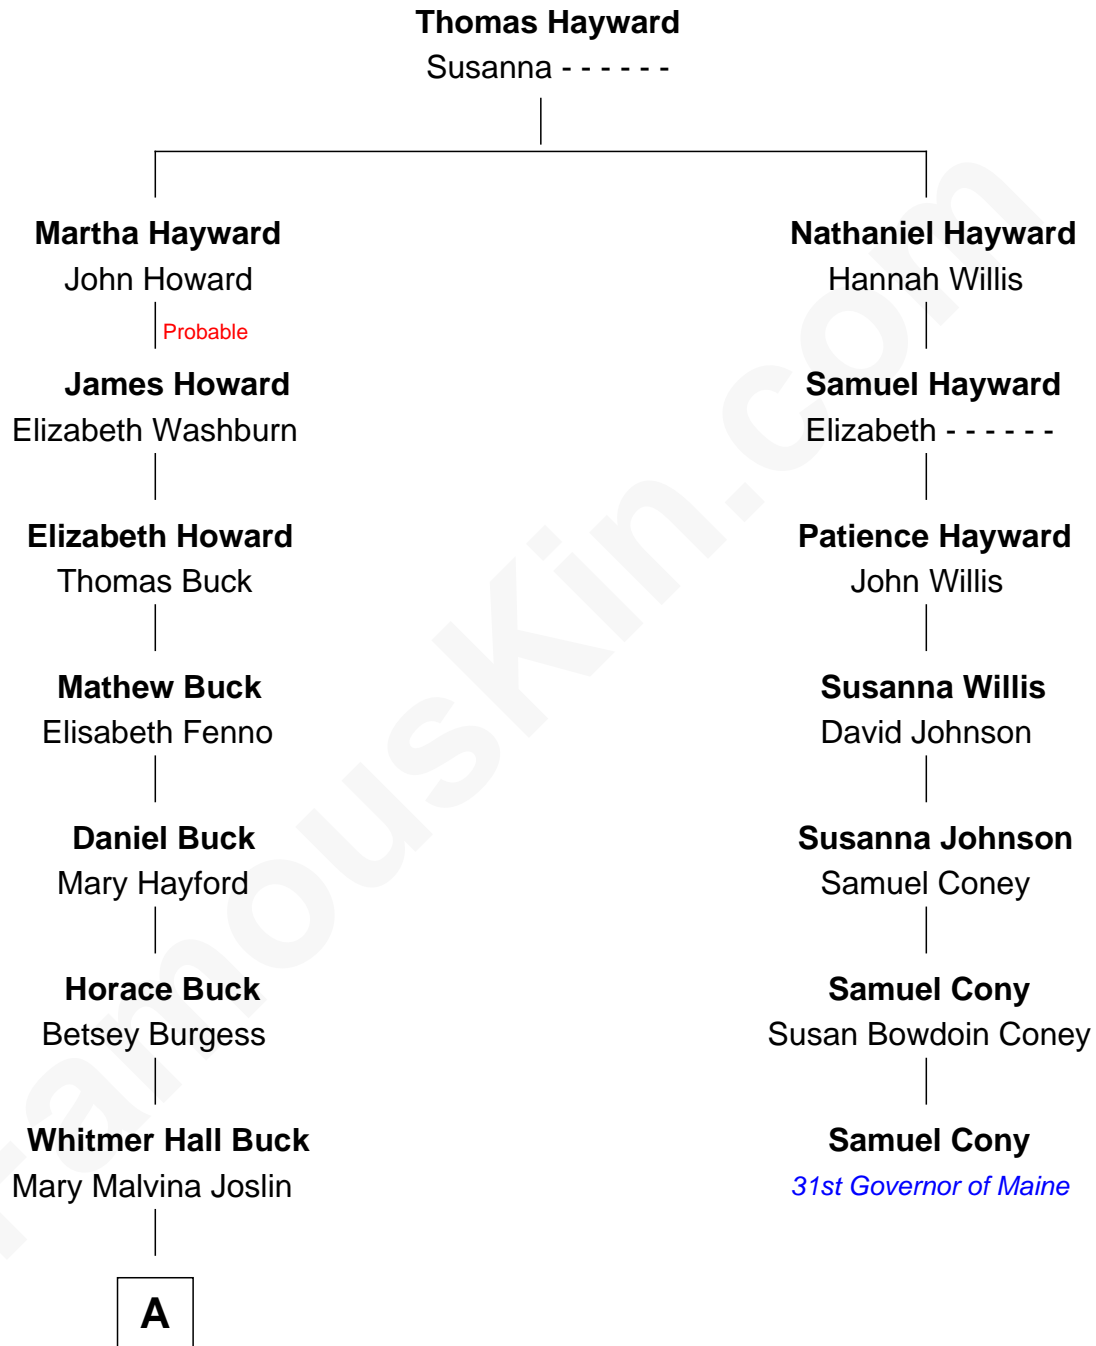 Thomas Hayward
Susanna - - - - - -
Martha Hayward
John Howard
Probable
James Howard
Elizabeth Washburn
Elizabeth Howard
Thomas Buck
Mathew Buck
Elisabeth Fenno
Daniel Buck
Mary Hayford
Horace Buck
Betsey Burgess
Whitmer Hall Buck
Mary Malvina Joslin
A
Nathaniel Hayward
Hannah Willis
Samuel Hayward
Elizabeth - - - - - -
Patience Hayward
John Willis
Susanna Willis
David Johnson
Susanna Johnson
Samuel Coney
Samuel Cony
Susan Bowdoin Coney
Samuel Cony
31st Governor of Maine
FamousKin.com